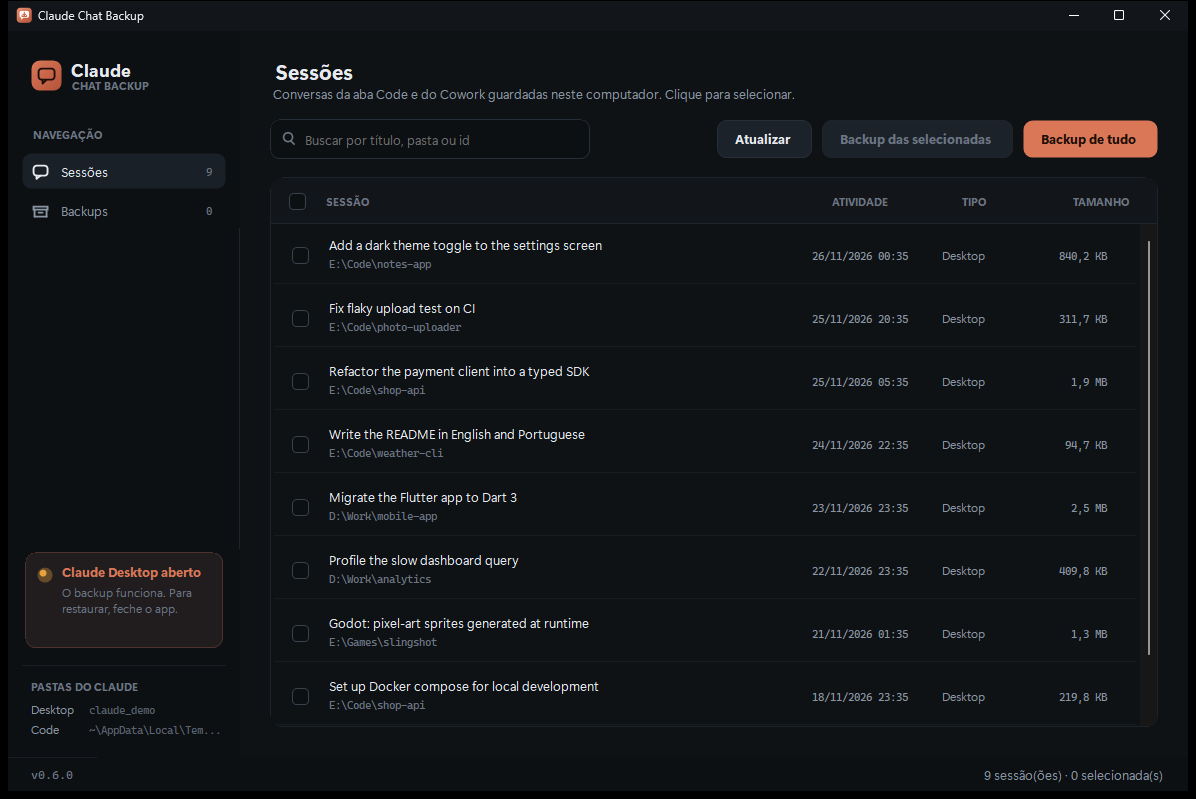 Claude Chat Backup
Claude
CHAT BACKUP
NAVEGAÇÃO
Sessões 9
Backups 0
Claude Desktop aberto
O backup funciona. Para
restaurar, feche o app.
PASTAS DO CLAUDE
Desktop claude_demo
Code ~\AppData\Local\Tem...
v0.6.0
Sessões
Conversas da aba Code e do Cowork guardadas neste computador. Clique para selecionar.
Buscar por título, pasta ou id
Atualizar
Backup das selecionadas
Backup de tudo
SESSÃO ATIVIDADE TIPO TAMANHO
Add a dark theme toggle to the settings screen
E:\Code\notes-app
26/11/2026 00:35 Desktop 840,2 KB
Fix flaky upload test on CI
E:\Code\photo-uploader
25/11/2026 20:35 Desktop 311,7 KB
Refactor the payment client into a typed SDK
E:\Code\shop-api
25/11/2026 05:35 Desktop 1,9 MB
Write the README in English and Portuguese
E:\Code\weather-cli
24/11/2026 22:35 Desktop 94,7 KB
Migrate the Flutter app to Dart 3
D:\Work\mobile-app
23/11/2026 23:35 Desktop 2,5 MB
Profile the slow dashboard query
D:\Work\analytics
22/11/2026 23:35 Desktop 409,8 KB
Godot: pixel-art sprites generated at runtime
E:\Games\slingshot
21/11/2026 01:35 Desktop 1,3 MB
Set up Docker compose for local development
E:\Code\shop-api
18/11/2026 23:35 Desktop 219,8 KB
9 sessão(ões) · 0 selecionada(s)